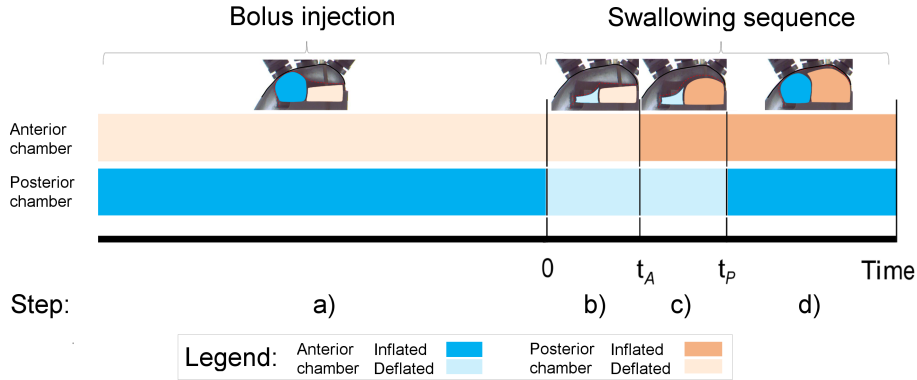 Bolus injection
Swallowing sequence
Anterior
chamber
Posterior
chamber
0
tA
tP
Time
Step:
a)
b)
c)
d)
Legend:
Anterior
chamber
Inflated
Deflated
Posterior
chamber
Inflated
Deflated